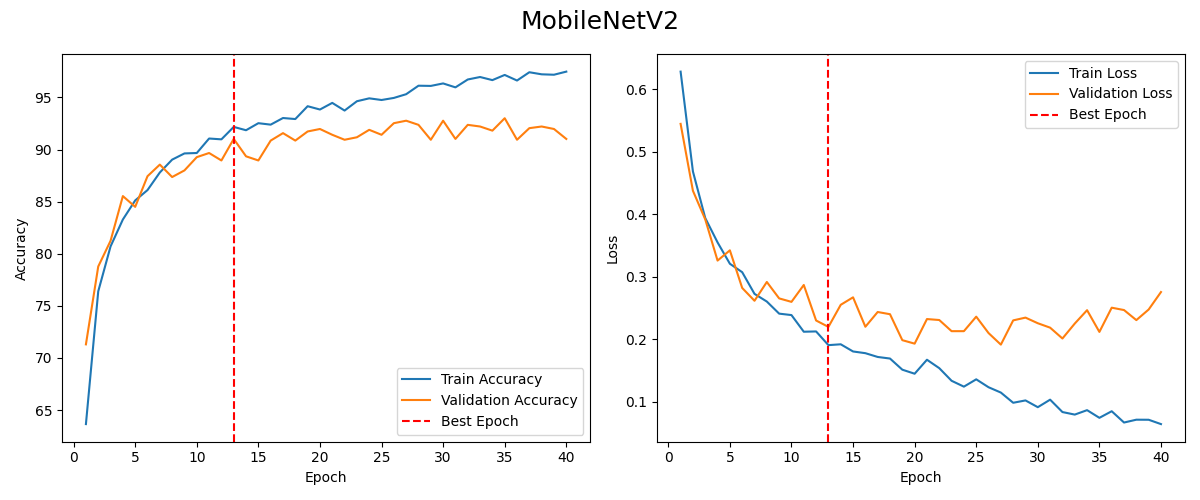 MobileNetV2
Accuracy
95
90
85
80
75
70
65
0 5 10 15 20 25 30 35 40
Epoch
Train Accuracy
Validation Accuracy
Best Epoch
Loss
0.6
0.5
0.4
0.3
0.2
0.1
0 5 10 15 20 25 30 35 40
Epoch
Train Loss
Validation Loss
Best Epoch